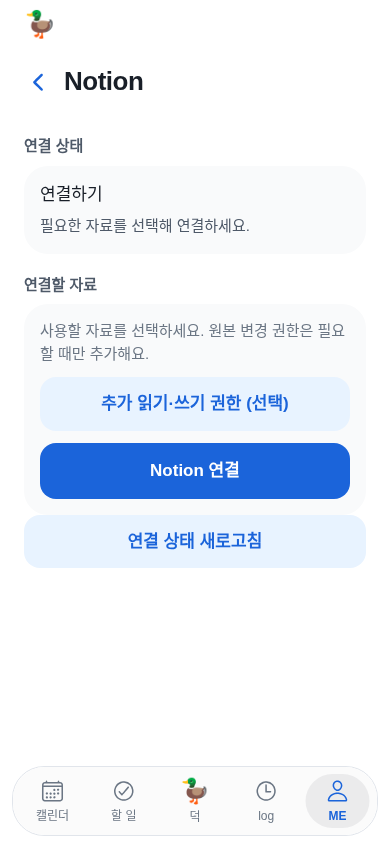 Notion
연결 상태
연결하기
필요한 자료를 선택해 연결하세요.
연결할 자료
사용할 자료를 선택하세요. 원본 변경 권한은 필요
할 때만 추가해요.
추가 읽기·쓰기 권한 (선택)
Notion 연결
연결 상태 새로고침
캘린더
할 일
덕
log
ME